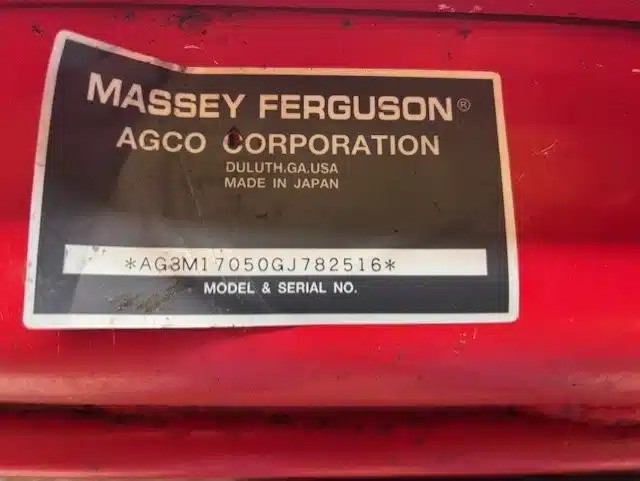 MASSEY FERGUSON®
AGCO CORPORATION
DULUTH,GA,USA
MADE IN JAPAN
*AG3M17050GJ782516*
MODEL & SERIAL NO.